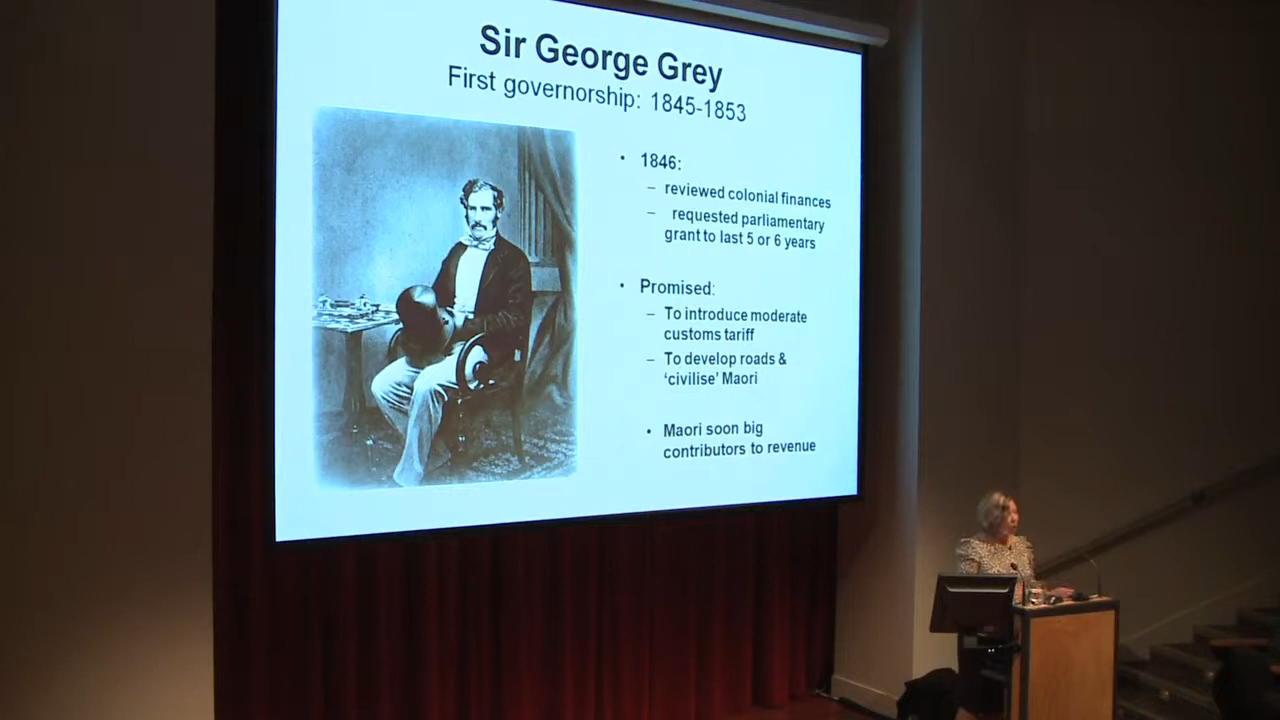 Sir George Grey
First governorship: 1845-1853
• 1846:
– reviewed colonial finances
– requested parliamentary
grant to last 5 or 6 years
• Promised:
– To introduce moderate
customs tariff
– To develop roads &
‘civilise’ Maori
• Maori soon big
contributors to revenue